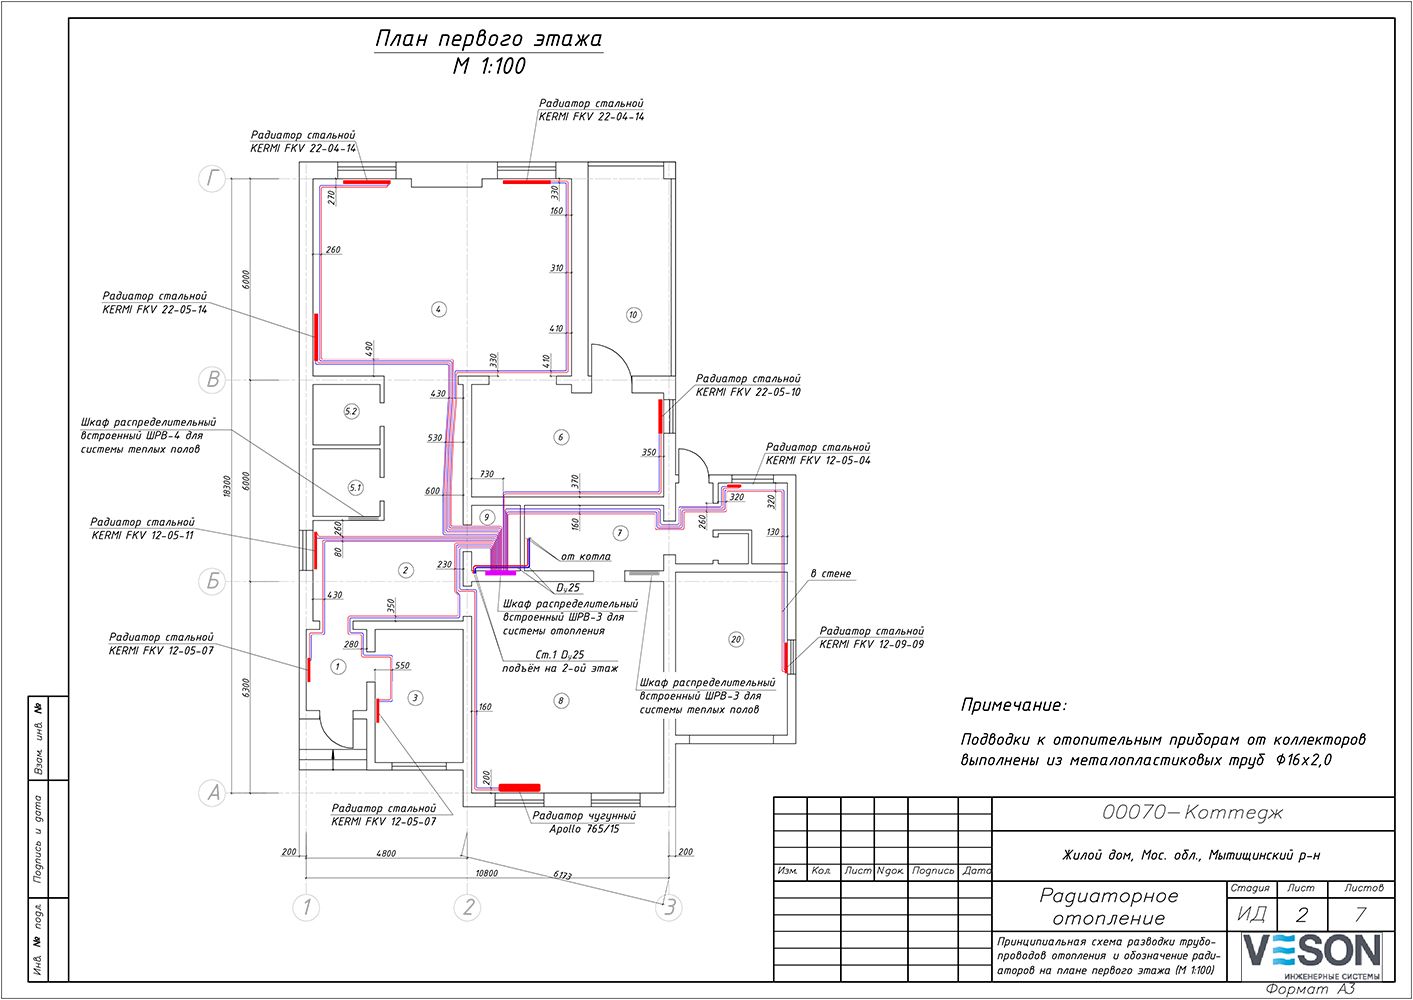 План первого этажа
М 1:100
Радиатор стальной
KERMI FKV 22-04-14
Радиатор стальной
KERMI FKV 22-04-14
Г
270
330
160
260
310
6000
Радиатор стальной
KERMI FKV 22-05-14
4
10
410
490
330
410
В
Радиатор стальной
KERMI FKV 22-05-10
430
5.2
Шкаф распределительный
встроенный ШРВ-4 для
системы теплых полов
530
6
350
Радиатор стальной
KERMI FKV 12-05-04
18300
6000
730
370
5.1
600
320
320
9
160
260
7
Радиатор стальной
KERMI FKV 12-05-11
260
80
130
от котла
230
2
в стене
Б
Dу25
430
350
Шкаф распределительный
встроенный ШРВ-3 для
системы отопления
Радиатор стальной
KERMI FKV 12-05-07
280
20
Радиатор стальной
KERMI FKV 12-09-09
Ст.1 Dу25
подъём на 2-ой этаж
1
550
6300
3
8
Шкаф распределительный
встроенный ШРВ-3 для
системы теплых полов
160
200
А
Радиатор стальной
KERMI FKV 12-05-07
Радиатор чугунный
Apollo 765/15
200
4800
200
10800
6173
1
2
3
Примечание:
Подводки к отопительным приборам от коллекторов
выполнены из металопластиковых труб Ф16х2,0
Взам. инв. №
Подпись и дата
Инв. № подл.
00070-Коттедж
Жилой дом, Мос. обл., Мытищинский р-н
Изм.
Кол.
Лист
Nдок.
Подпись
Дата
Радиаторное
отопление
Стадия
Лист
Листов
ИД
2
7
Принципиальная схема разводки трубо-
проводов отопления и обозначение ради-
аторов на плане первого этажа (М 1:100)
VESON
ИНЖЕНЕРНЫЕ СИСТЕМЫ
Формат А3